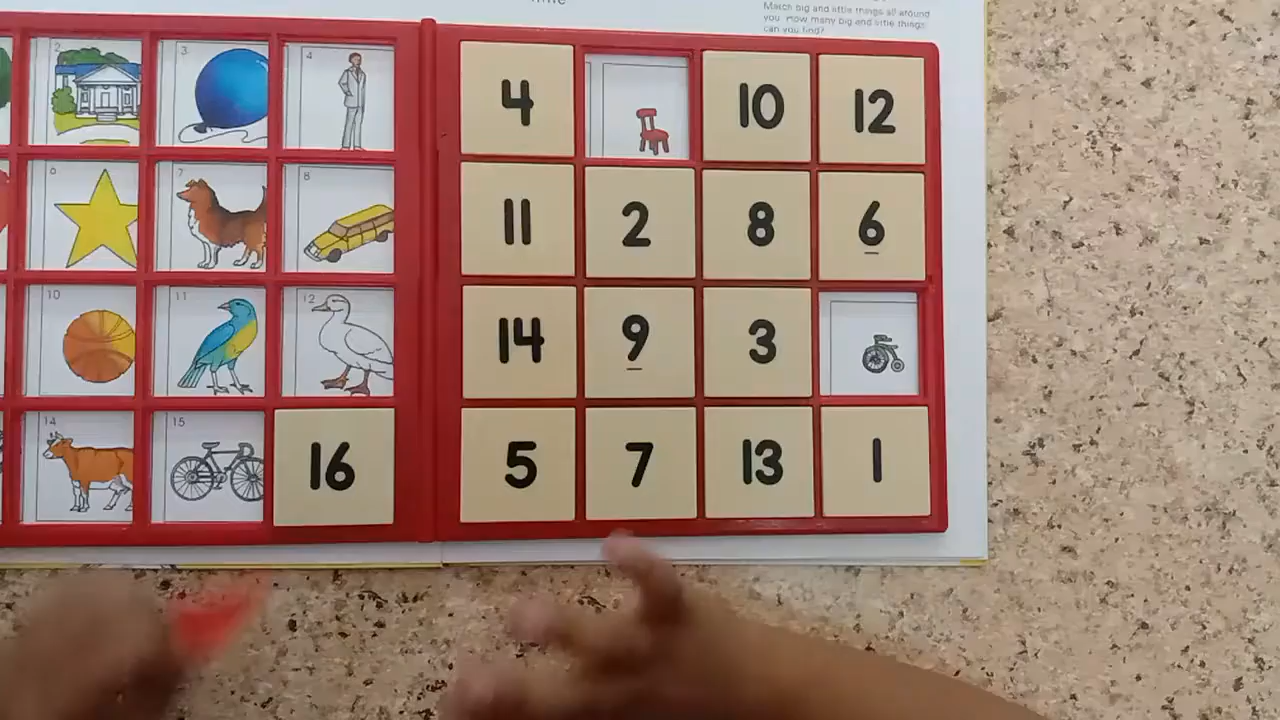 Match big and little things all around
you. How many big and little things
can you find?
2 3 4
4 10 12
6 7 8
11 2 8 6
10 11 12
14 9 3
14 15 16
5 7 13 1